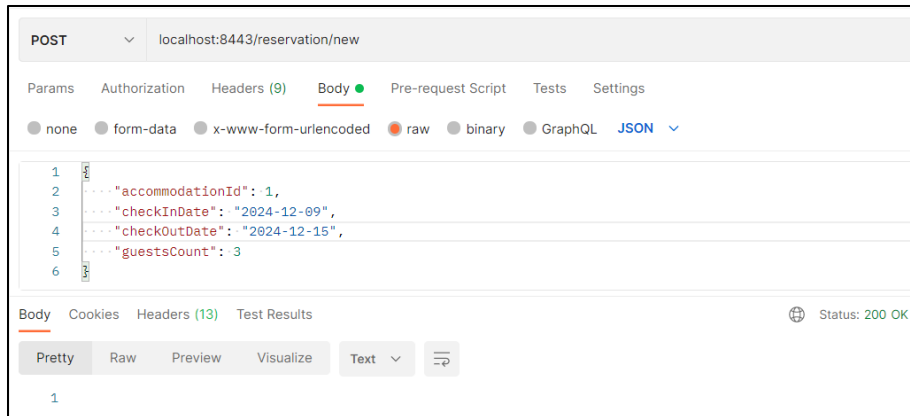 POST localhost:8443/reservation/new
Params Authorization Headers (9) Body Pre-request Script Tests Settings
none form-data x-www-form-urlencoded raw binary GraphQL JSON
1 {
2 "accommodationId": 1,
3 "checkInDate": "2024-12-09",
4 "checkOutDate": "2024-12-15",
5 "guestsCount": 3
6 }
Body Cookies Headers (13) Test Results Status: 200 OK
Pretty Raw Preview Visualize Text
1